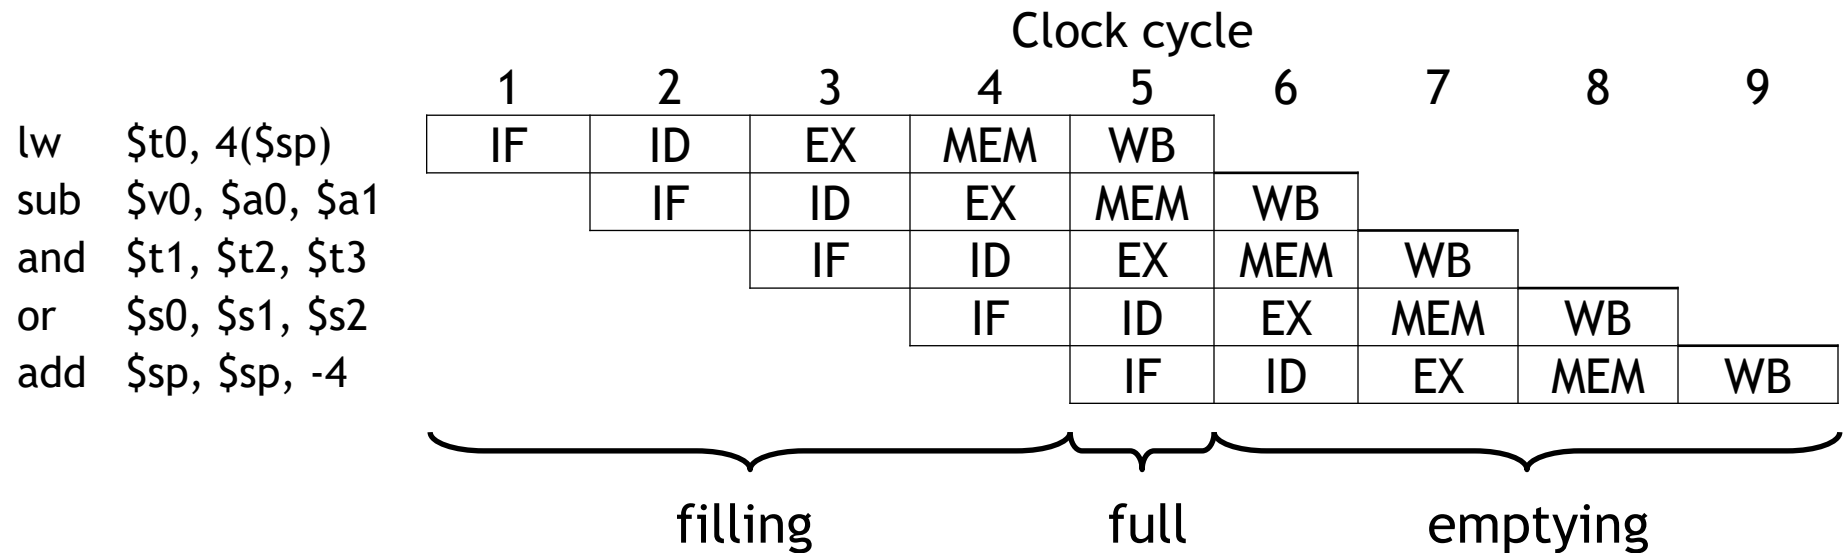 Clock cycle
1 2 3 4 5 6 7 8 9
lw $t0, 4($sp) IF ID EX MEM WB
sub $v0, $a0, $a1 IF ID EX MEM WB
and $t1, $t2, $t3 IF ID EX MEM WB
or $s0, $s1, $s2 IF ID EX MEM WB
add $sp, $sp, -4 IF ID EX MEM WB
filling full emptying